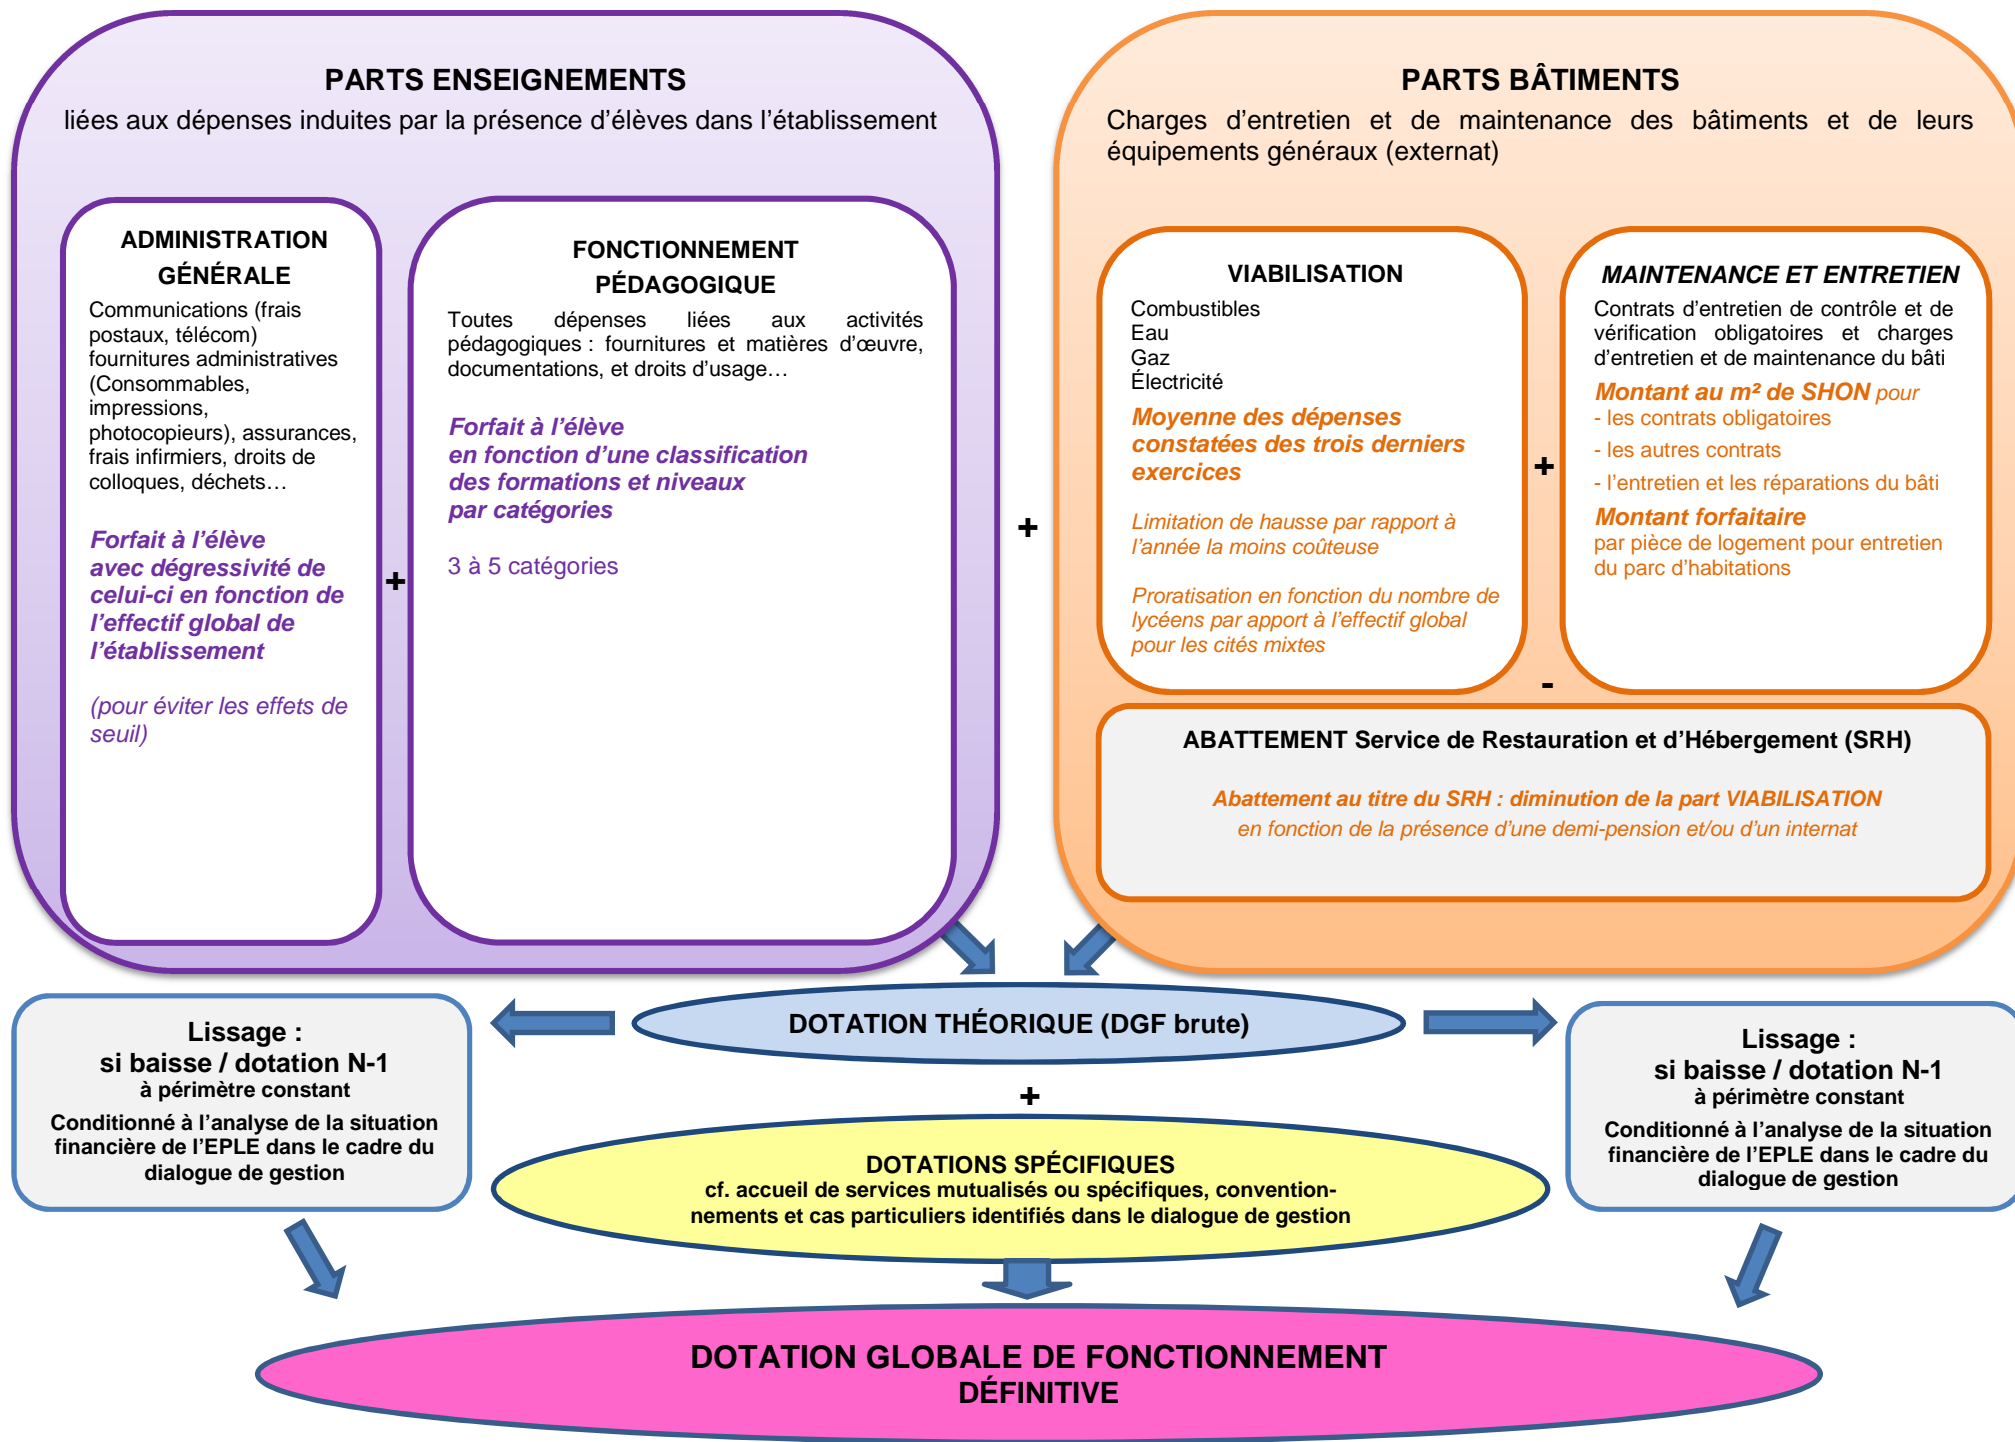 PARTS ENSEIGNEMENTS
liées aux dépenses induites par la présence d'élèves dans l'établissement
ADMINISTRATION
GÉNÉRALE
Communications (frais
postaux, télécom)
fournitures administratives
(Consommables,
impressions,
photocopieurs), assurances,
frais infirmiers, droits de
colloques, déchets…
Forfait à l'élève
avec dégressivité de
celui-ci en fonction de
l'effectif global de
l'établissement
(pour éviter les effets de
seuil)
+
FONCTIONNEMENT
PÉDAGOGIQUE
Toutes dépenses liées aux activités
pédagogiques : fournitures et matières d'œuvre,
documentations, et droits d'usage…
Forfait à l'élève
en fonction d'une classification
des formations et niveaux
par catégories
3 à 5 catégories
+
PARTS BÂTIMENTS
Charges d'entretien et de maintenance des bâtiments et de leurs
équipements généraux (externat)
VIABILISATION
Combustibles
Eau
Gaz
Électricité
Moyenne des dépenses
constatées des trois derniers
exercices
Limitation de hausse par rapport à
l'année la moins coûteuse
Proratisation en fonction du nombre de
lycéens par apport à l'effectif global
pour les cités mixtes
+
MAINTENANCE ET ENTRETIEN
Contrats d'entretien de contrôle et de
vérification obligatoires et charges
d'entretien et de maintenance du bâti
Montant au m² de SHON pour
- les contrats obligatoires
- les autres contrats
- l'entretien et les réparations du bâti
Montant forfaitaire
par pièce de logement pour entretien
du parc d'habitations
-
ABATTEMENT Service de Restauration et d'Hébergement (SRH)
Abattement au titre du SRH : diminution de la part VIABILISATION
en fonction de la présence d'une demi-pension et/ou d'un internat
DOTATION THÉORIQUE (DGF brute)
Lissage :
si baisse / dotation N-1
à périmètre constant
Conditionné à l'analyse de la situation
financière de l'EPLE dans le cadre du
dialogue de gestion
+
DOTATIONS SPÉCIFIQUES
cf. accueil de services mutualisés ou spécifiques, convention-
nements et cas particuliers identifiés dans le dialogue de gestion
Lissage :
si baisse / dotation N-1
à périmètre constant
Conditionné à l'analyse de la situation
financière de l'EPLE dans le cadre du
dialogue de gestion
DOTATION GLOBALE DE FONCTIONNEMENT
DÉFINITIVE